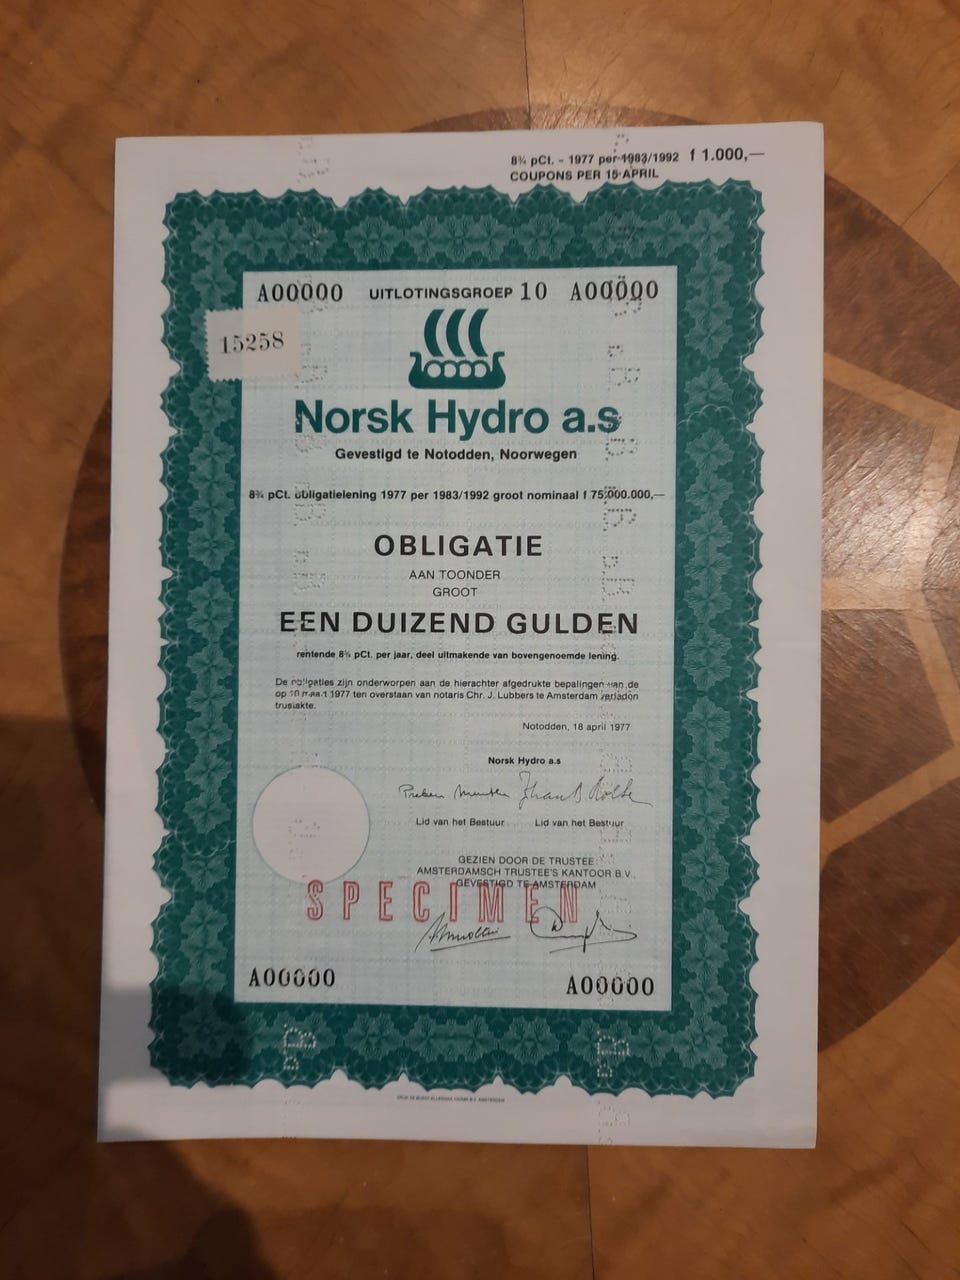 8¾ pCt. - 1977 per 1983/1992 f 1.000,—
COUPONS PER 15 APRIL
A00000 UITLOTINGSGROEP 10 A00000
15258
Norsk Hydro a.s
Gevestigd te Notodden, Noorwegen
8¾ pCt. obligatielening 1977 per 1983/1992 groot nominaal f 75.000.000,—
OBLIGATIE
AAN TOONDER
GROOT
EEN DUIZEND GULDEN
rentende 8¾ pCt. per jaar, deel uitmakende van bovengenoemde lening.
De obligaties zijn onderworpen aan de hierachter afgedrukte bepalingen van de
op 10 maart 1977 ten overstaan van notaris Chr. J. Lubbers te Amsterdam verleden
trustakte.
Notodden, 18 april 1977
Norsk Hydro a.s
Lid van het Bestuur Lid van het Bestuur
GEZIEN DOOR DE TRUSTEE:
AMSTERDAMSCH TRUSTEE'S KANTOOR B.V.,
GEVESTIGD TE AMSTERDAM
SPECIMEN
A00000 A00000